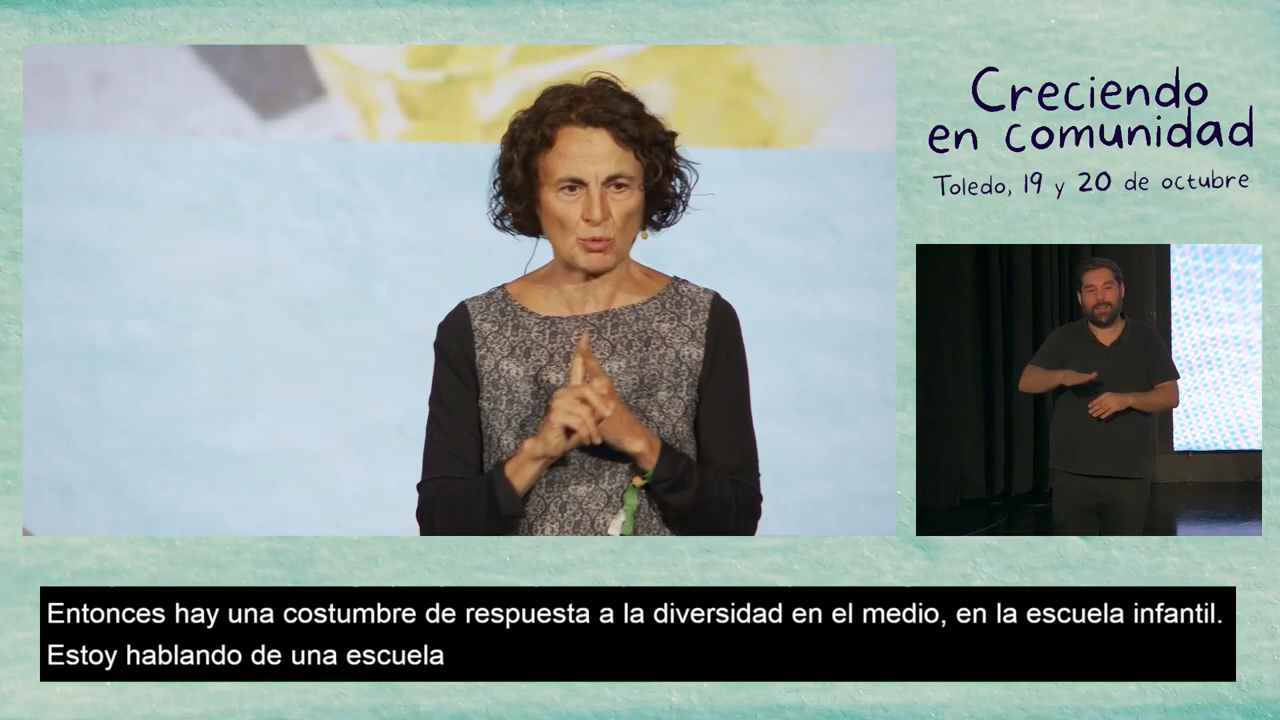 Creciendo
en comunidad
Toledo, 19 y 20 de octubre
Entonces hay una costumbre de respuesta a la diversidad en el medio, en la escuela infantil.
Estoy hablando de una escuela